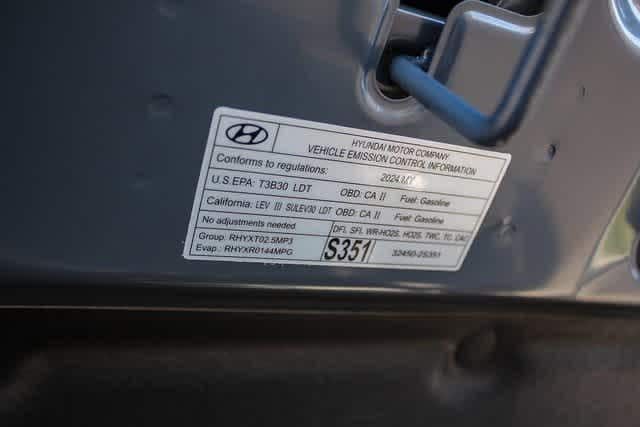 HYUNDAI MOTOR COMPANY
VEHICLE EMISSION CONTROL INFORMATION
Conforms to regulations: 2024 MY
U.S.EPA: T3B30 LDT OBD: CA II Fuel: Gasoline
California: LEV III SULEV30 LDT OBD: CA II Fuel: Gasoline
No adjustments needed DFI, SFI, WR-HO2S, HO2S, TWC, TC, CAC
Group: RHYXT02.5MP3
Evap.: RHYXR0144MPG
S351 32450-2S351